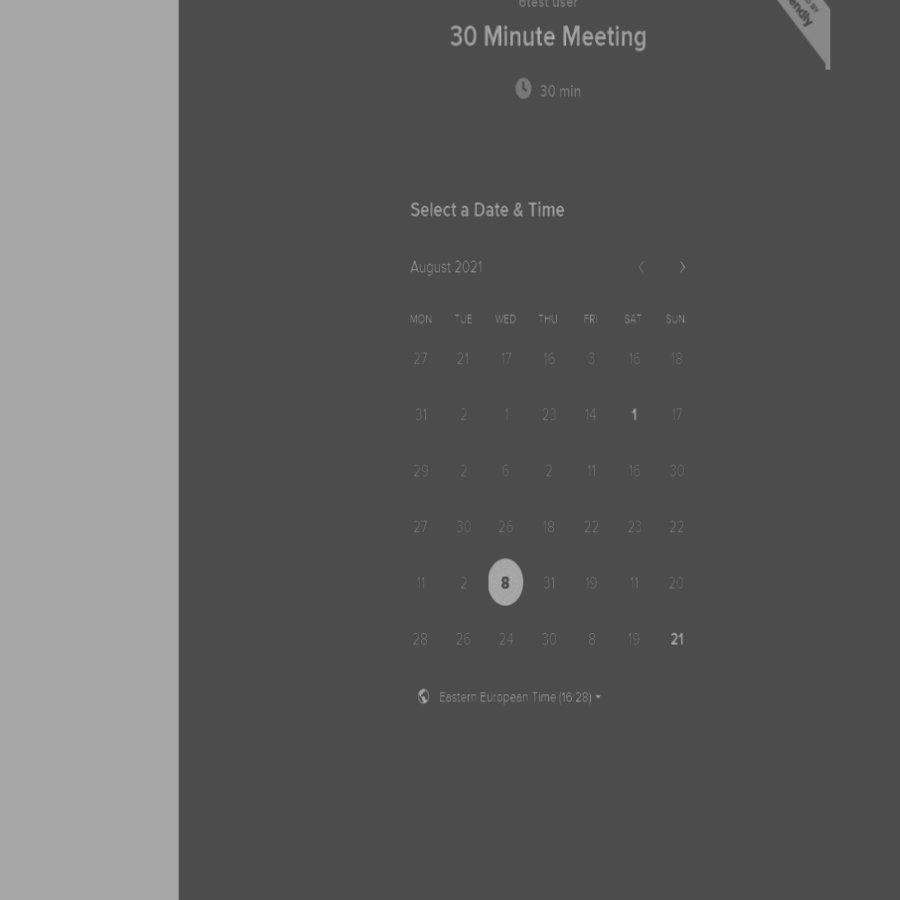 6test user
30 Minute Meeting
30 min
Select a Date & Time
August 2021
MON TUE WED THU FRI SAT SUN
27 21 17 16 3 16 18
31 2 1 23 14 1 17
29 2 6 2 11 16 30
27 30 26 18 22 23 22
11 2 8 31 19 11 20
28 26 24 30 8 19 21
Eastern European Time (16:28)